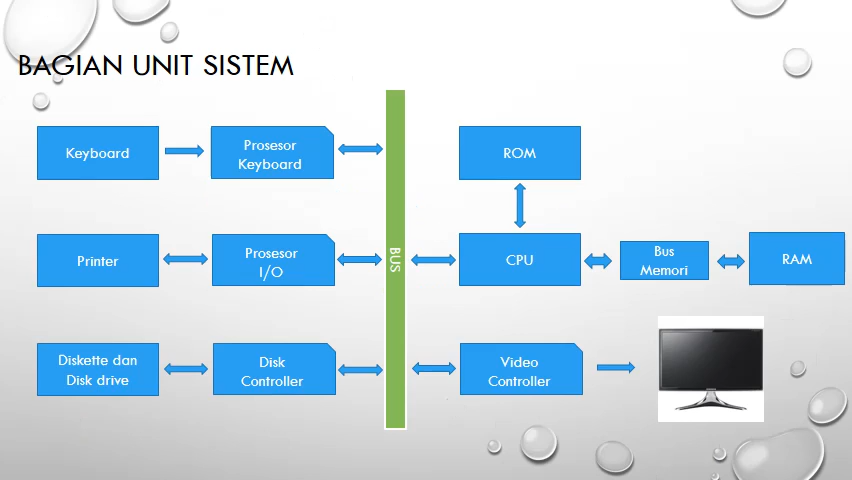 BAGIAN UNIT SISTEM
Keyboard
Prosesor
Keyboard
ROM
Printer
Prosesor
I/O
BUS
CPU
Bus
Memori
RAM
Diskette dan
Disk drive
Disk
Controller
Video
Controller